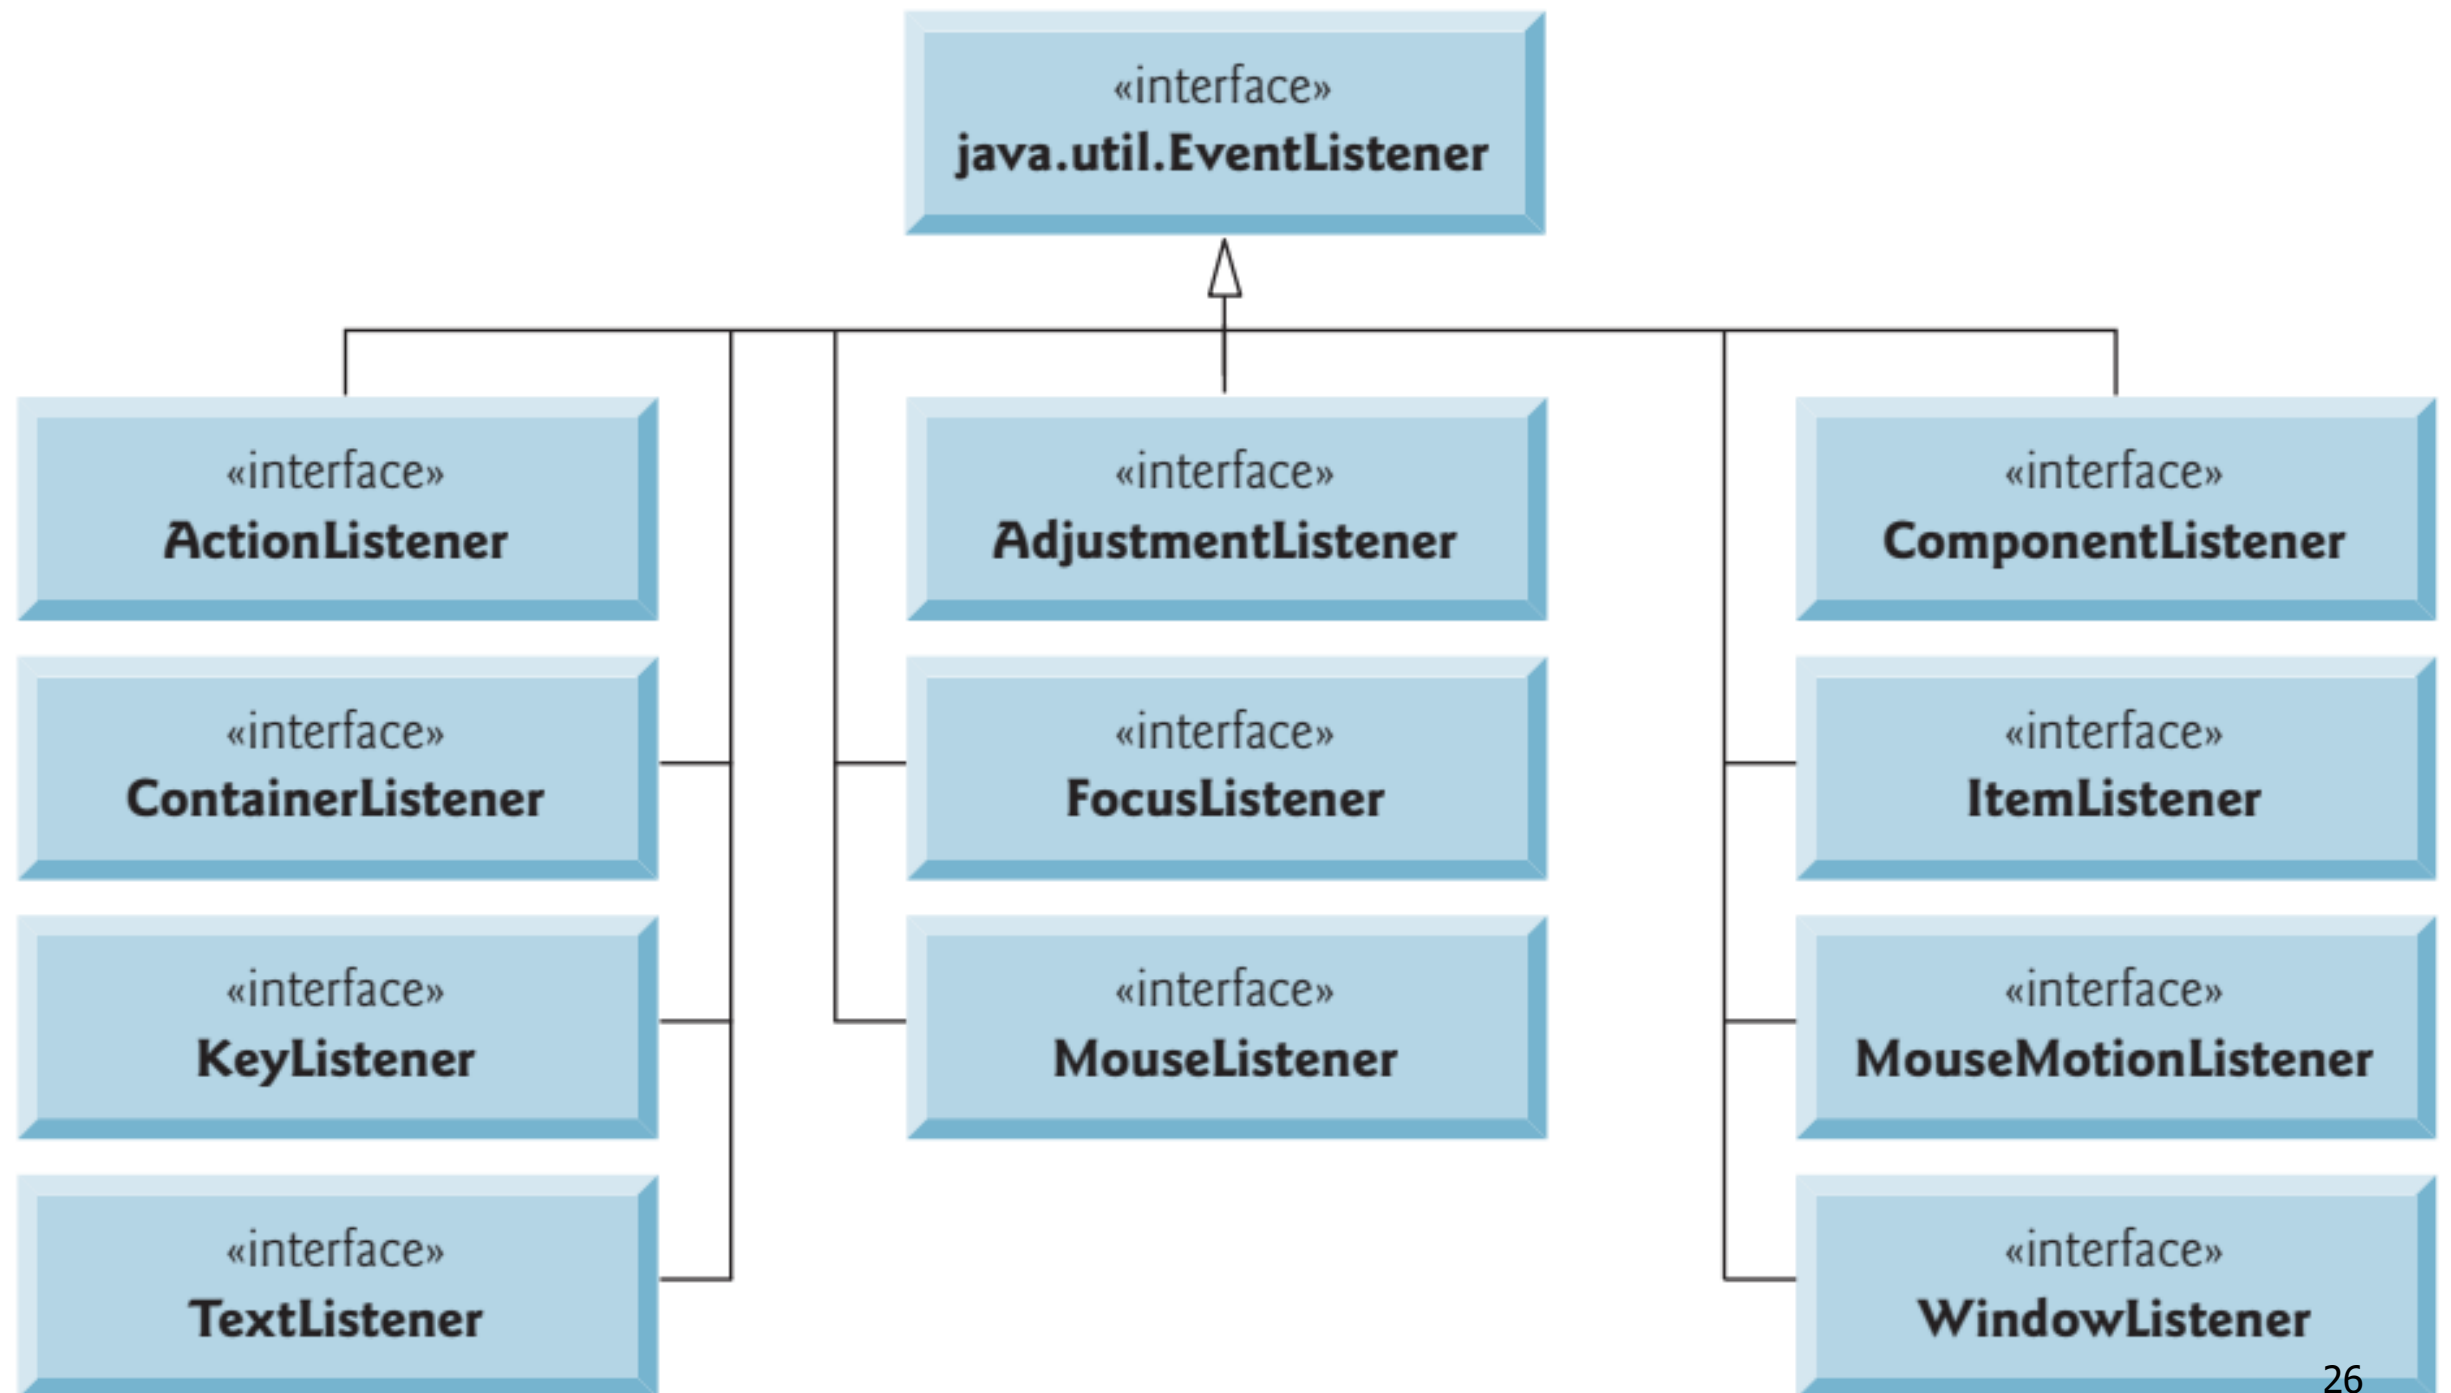 «interface»
java.util.EventListener
«interface»
ActionListener
«interface»
AdjustmentListener
«interface»
ComponentListener
«interface»
ContainerListener
«interface»
FocusListener
«interface»
ItemListener
«interface»
KeyListener
«interface»
MouseListener
«interface»
MouseMotionListener
«interface»
TextListener
«interface»
WindowListener
26